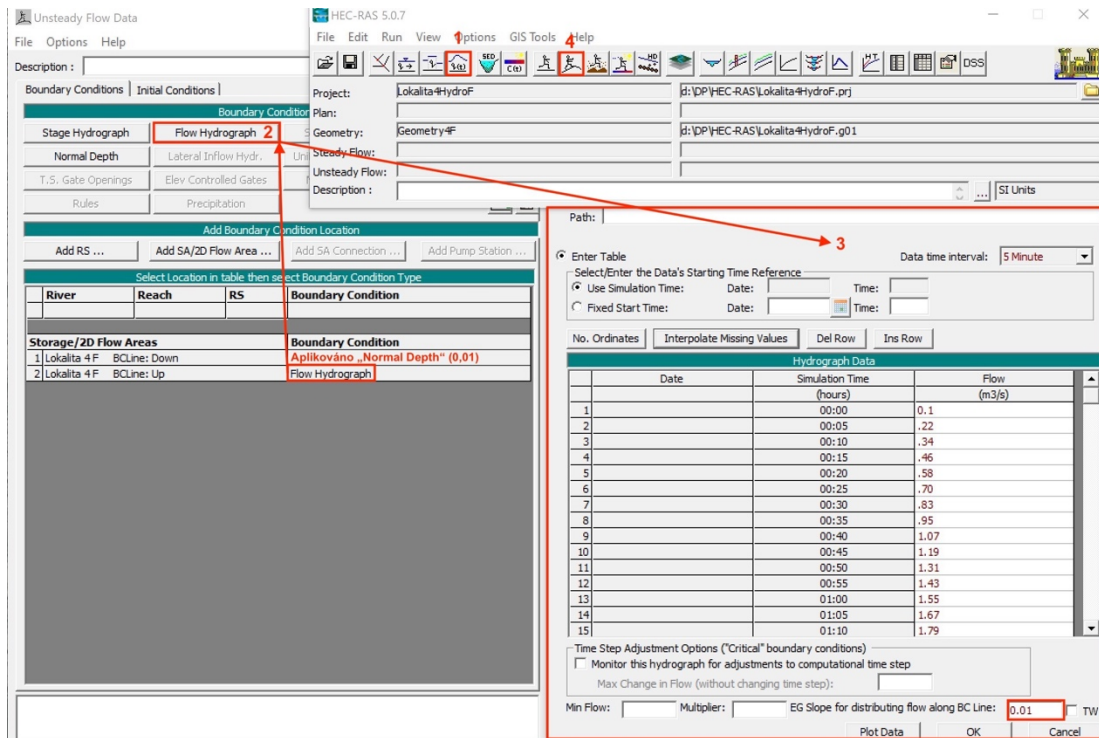 Unsteady Flow Data
File Options Help
Description :
Boundary Conditions Initial Conditions
Boundary Condit
Stage Hydrograph Flow Hydrograph 2
Normal Depth Lateral Inflow Hydr. Uni
T.S. Gate Openings Elev Controlled Gates
Rules Precipitation
Add Boundary Condition Location
Add RS ... Add SA/2D Flow Area ... Add SA Connection ... Add Pump Station ...
Select Location in table then select Boundary Condition Type
River Reach RS Boundary Condition
Storage/2D Flow Areas Boundary Condition
1 Lokalita 4 F BCLine: Down Aplikováno „Normal Depth“ (0,01)
2 Lokalita 4 F BCLine: Up Flow Hydrograph
HEC-RAS 5.0.7
File Edit Run View Options GIS Tools Help
1 4
SED C(t) HD H,T DSS
Project: Lokalita4HydroF d:\DP\HEC-RAS\Lokalita4HydroF.prj
Plan:
Geometry: Geometry4F d:\DP\HEC-RAS\Lokalita4HydroF.g01
Steady Flow:
Unsteady Flow:
Description : ... SI Units
Path:
3
Enter Table Data time interval: 5 Minute
Select/Enter the Data's Starting Time Reference
Use Simulation Time: Date: Time:
Fixed Start Time: Date: Time:
No. Ordinates Interpolate Missing Values Del Row Ins Row
Hydrograph Data
Date Simulation Time Flow
(hours) (m3/s)
1 00:00 0.1
2 00:05 .22
3 00:10 .34
4 00:15 .46
5 00:20 .58
6 00:25 .70
7 00:30 .83
8 00:35 .95
9 00:40 1.07
10 00:45 1.19
11 00:50 1.31
12 00:55 1.43
13 01:00 1.55
14 01:05 1.67
15 01:10 1.79
Time Step Adjustment Options ("Critical" boundary conditions)
Monitor this hydrograph for adjustments to computational time step
Max Change in Flow (without changing time step):
Min Flow: Multiplier: EG Slope for distributing flow along BC Line: 0.01 TW
Plot Data OK Cancel